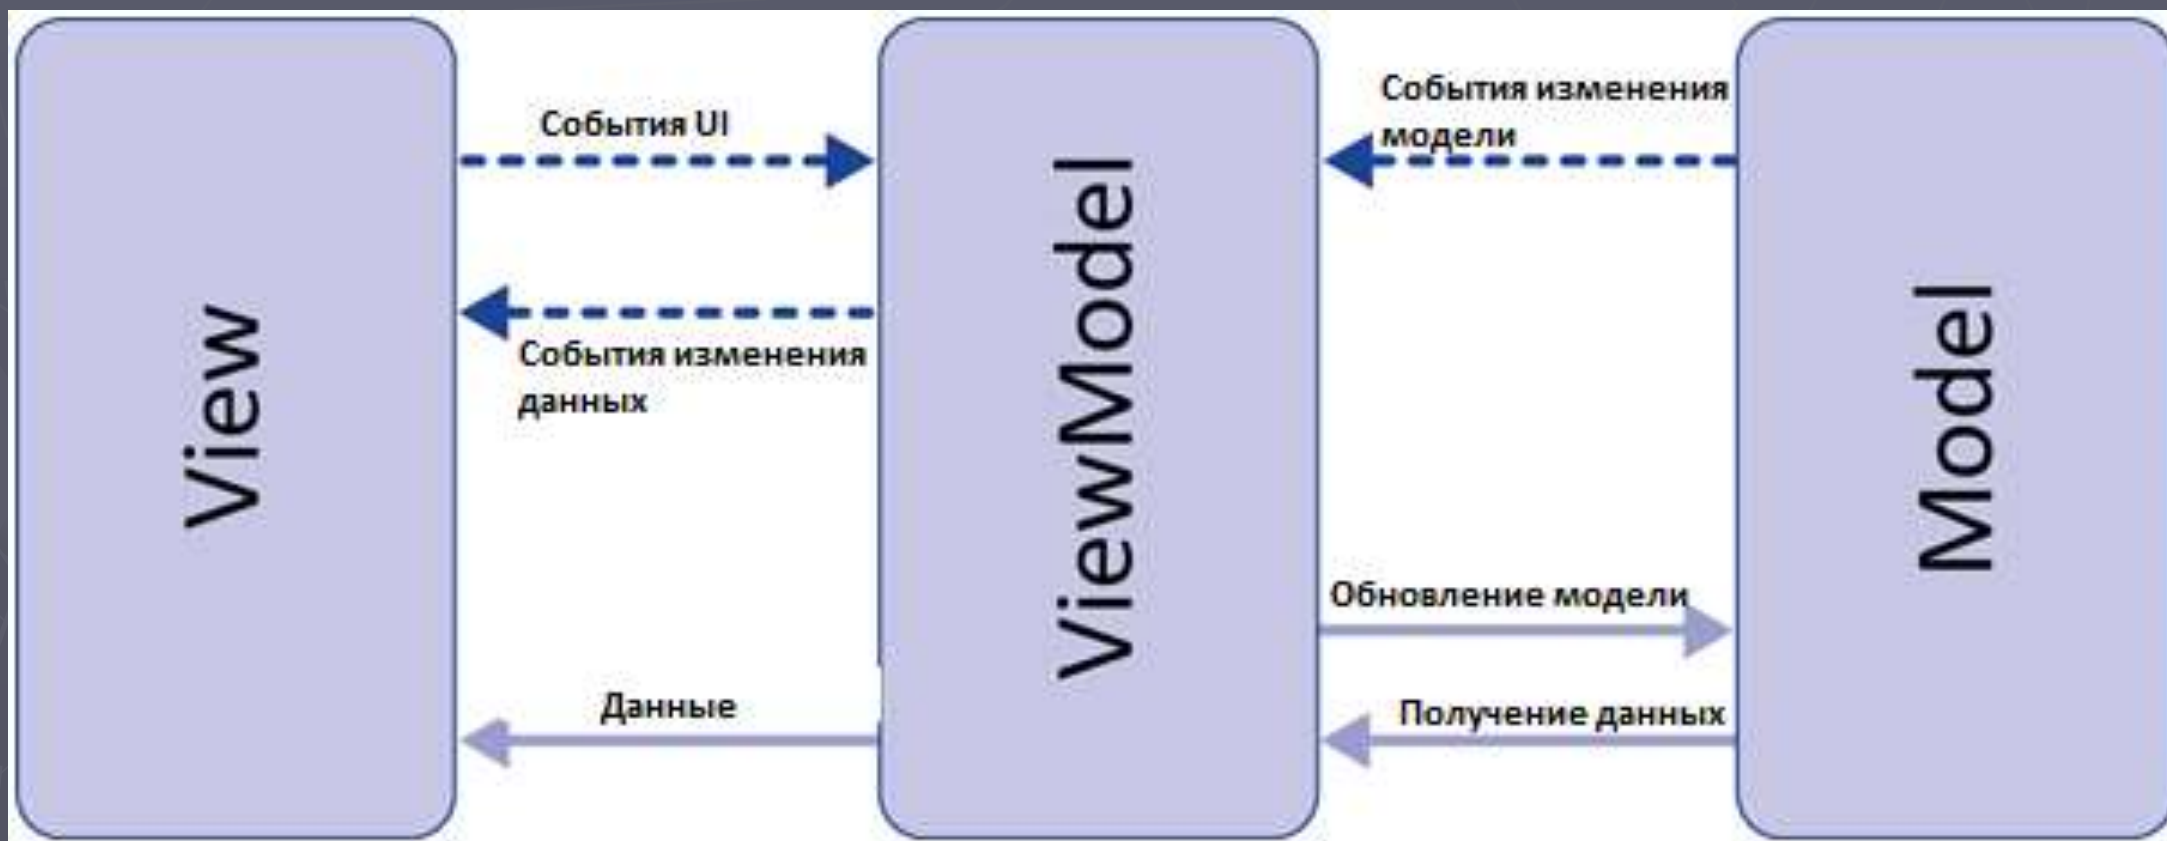 View
События UI
События изменения
данных
Данные
ViewModel
События изменения
модели
Обновление модели
Получение данных
Model